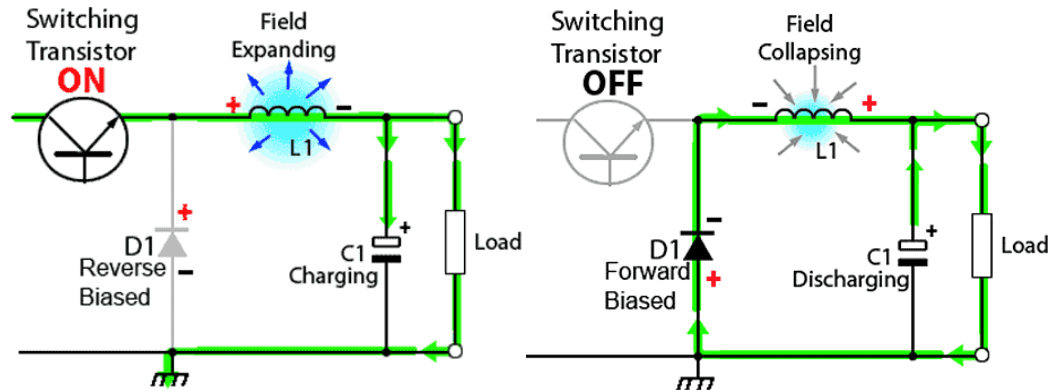 Switching
Transistor
ON
Field
Expanding
+
-
L1
+
D1
-
Reverse
Biased
+
C1
Charging
Load
Switching
Transistor
OFF
Field
Collapsing
-
+
L1
-
D1
+
Forward
Biased
+
C1
Discharging
Load